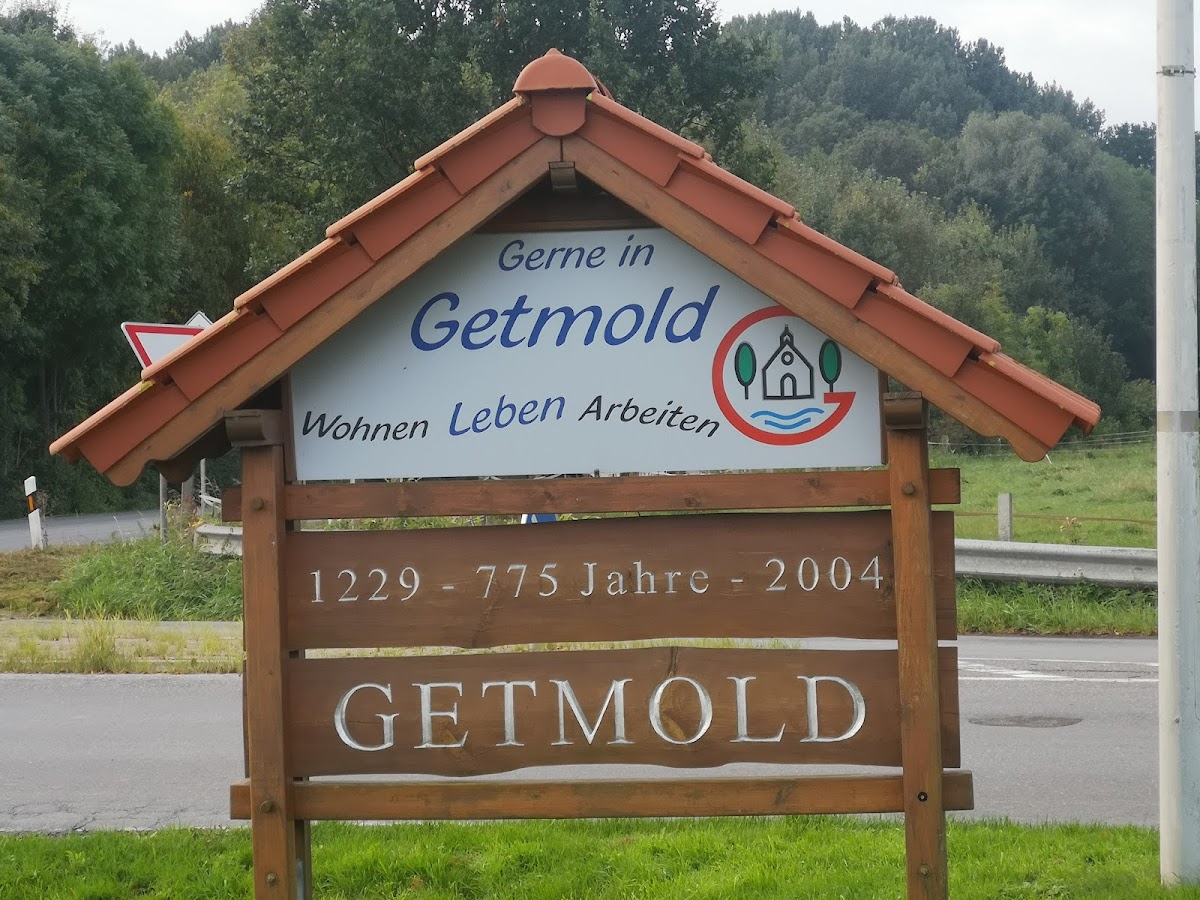 Gerne in
Getmold
Wohnen Leben Arbeiten
1229 - 775 Jahre - 2004
GETMOLD